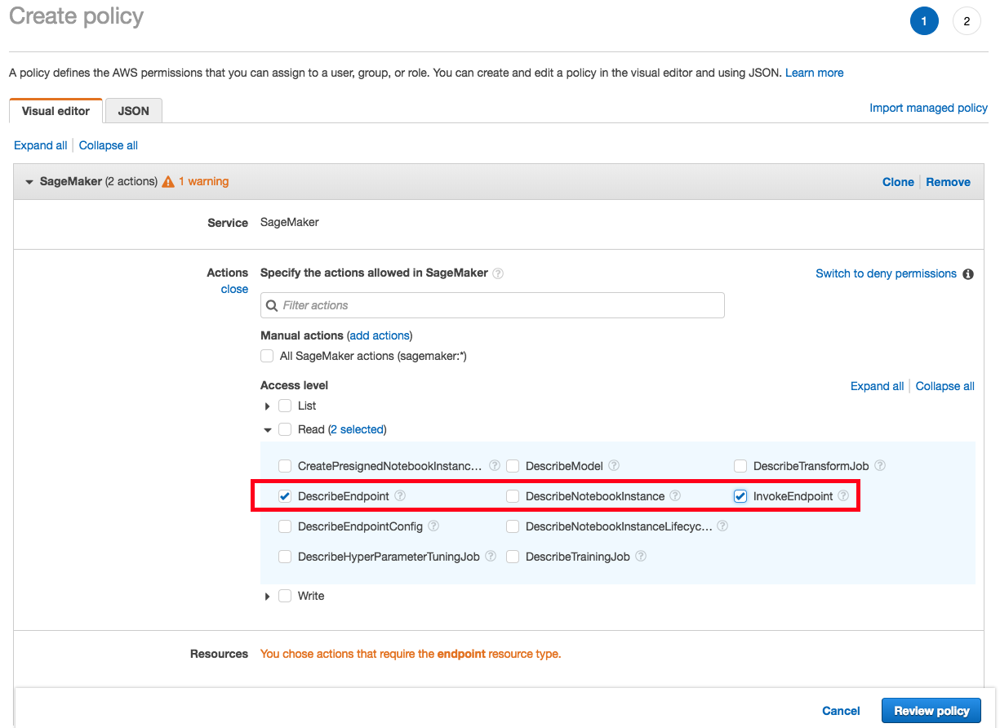 Create policy
1
2
A policy defines the AWS permissions that you can assign to a user, group, or role. You can create and edit a policy in the visual editor and using JSON. Learn more
Visual editor
JSON
Import managed policy
Expand all
Collapse all
SageMaker (2 actions) 1 warning
Clone
Remove
Service
SageMaker
Actions
close
Specify the actions allowed in SageMaker ?
Switch to deny permissions i
Filter actions
Manual actions (add actions)
All SageMaker actions (sagemaker:*)
Access level
Expand all
Collapse all
List
Read (2 selected)
CreatePresignedNotebookInstanc... ?
DescribeModel ?
DescribeTransformJob ?
DescribeEndpoint ?
DescribeNotebookInstance ?
InvokeEndpoint ?
DescribeEndpointConfig ?
DescribeNotebookInstanceLifecyc... ?
DescribeHyperParameterTuningJob ?
DescribeTrainingJob ?
Write
Resources
You chose actions that require the endpoint resource type.
Cancel
Review policy